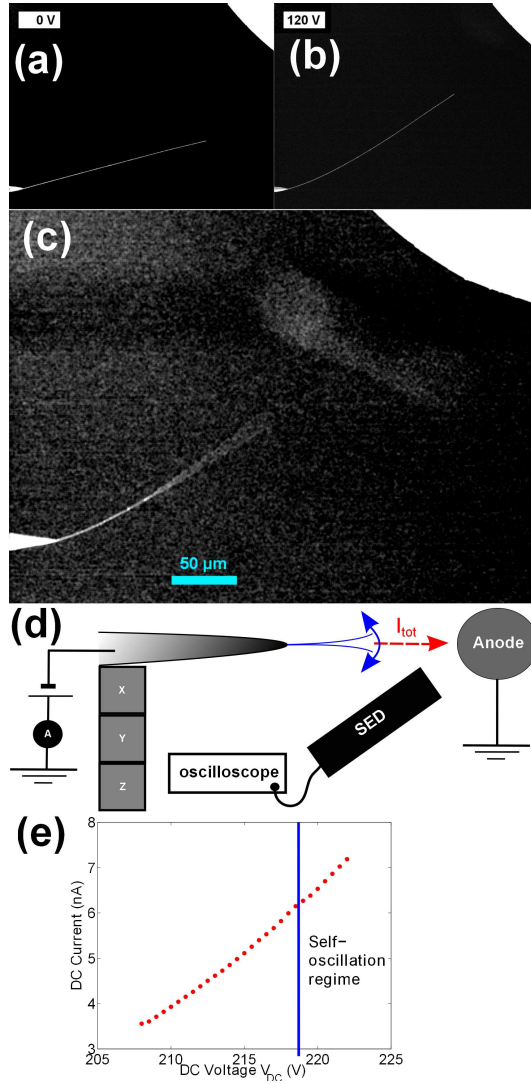 0 V
(a)
120 V
(b)
(c)
50 µm
(d)
I_tot
Anode
X
Y
Z
A
SED
oscilloscope
(e)
8
7
6
5
4
3
DC Current (nA)
Self-
oscillation
regime
205 210 215 220 225
DC Voltage V_DC (V)